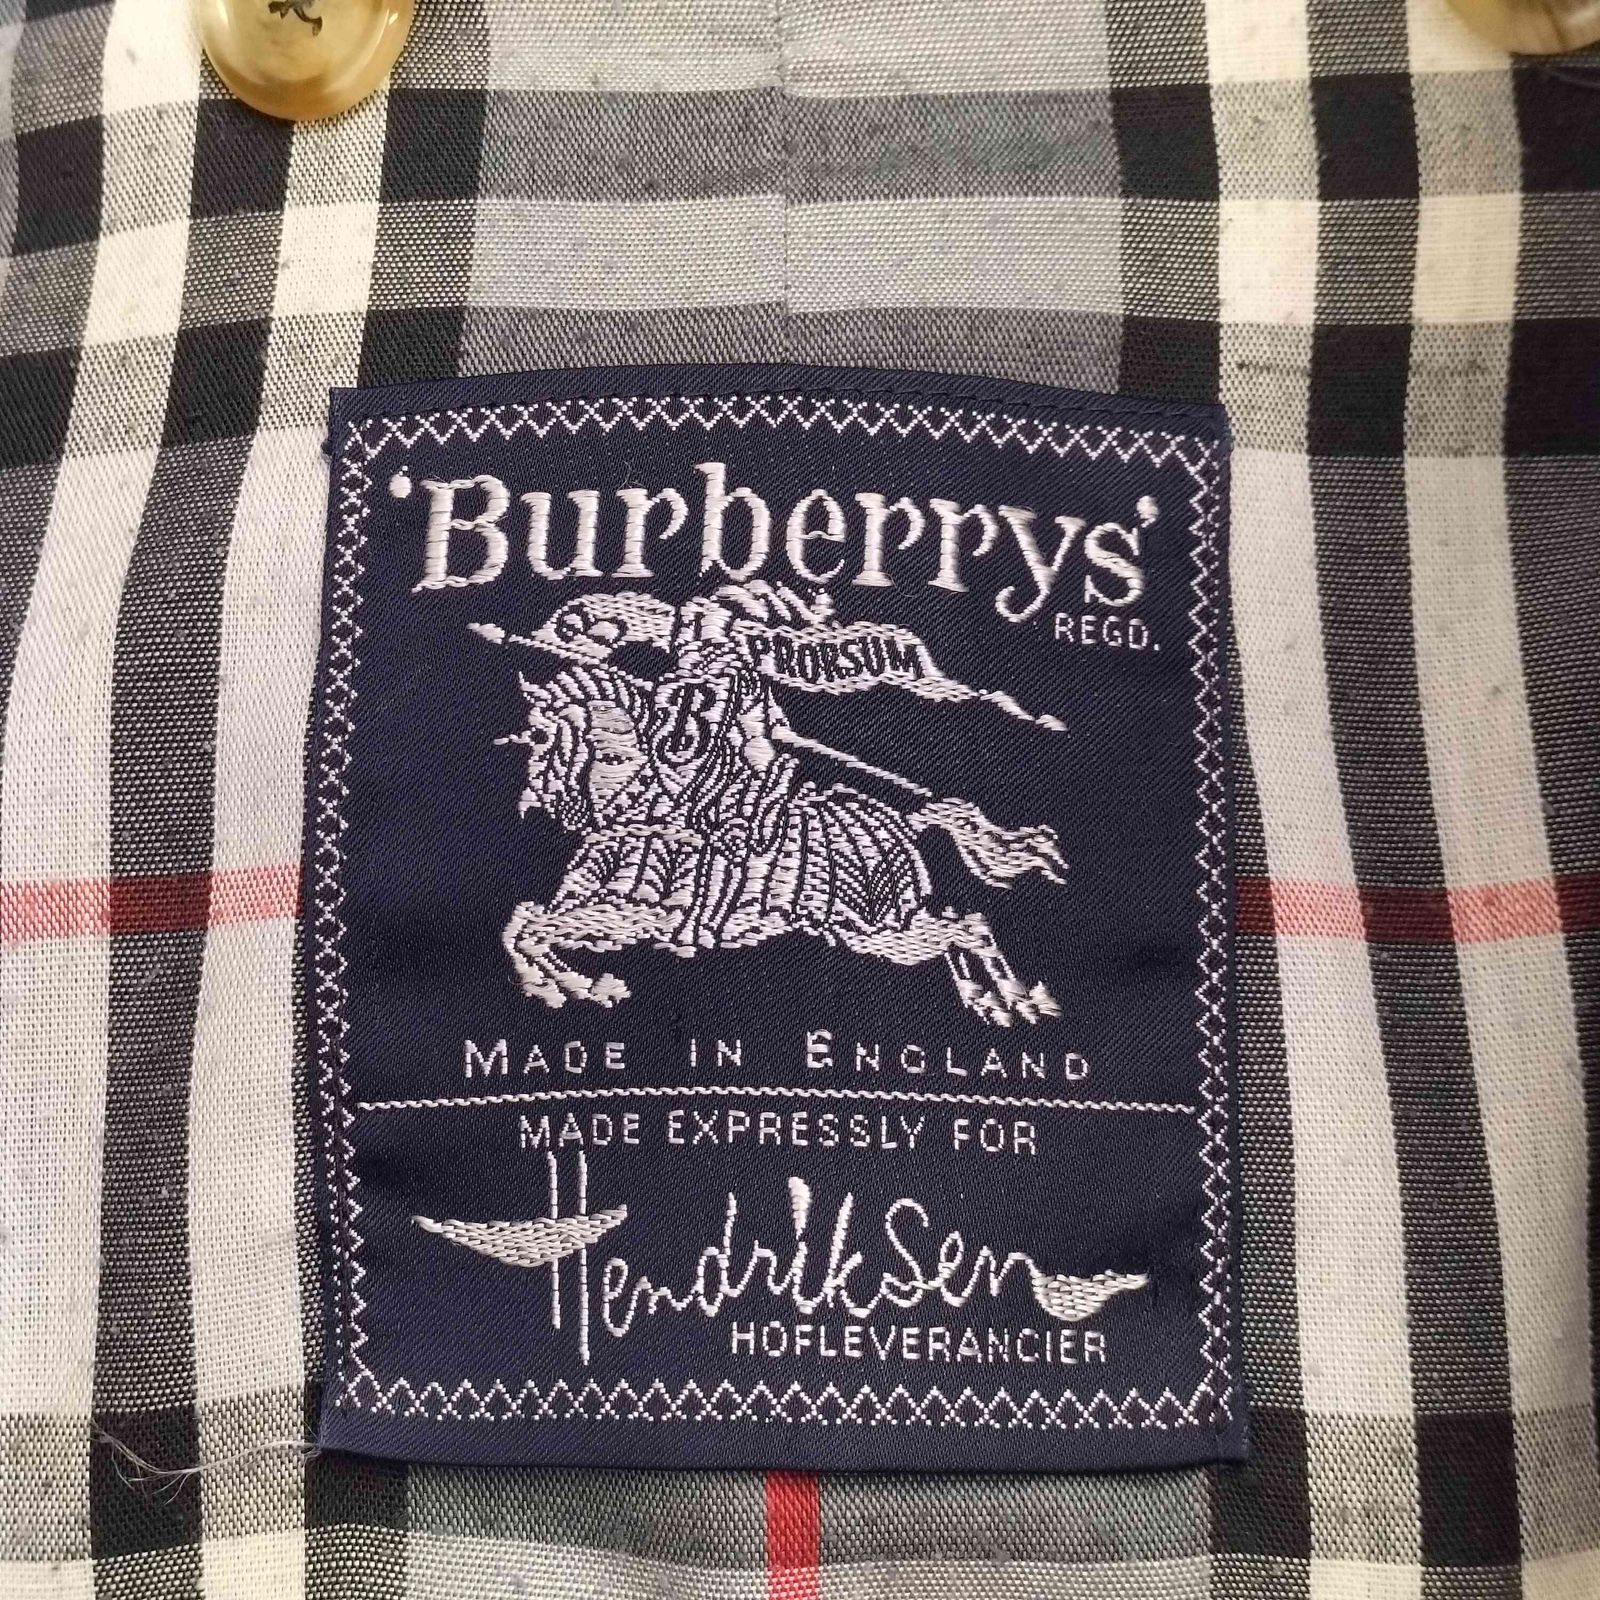 'Burberrys'
REGD.
PRORSUM
B
MADE IN ENGLAND
MADE EXPRESSLY FOR
HendrikSen
HOFLEVERANCIER